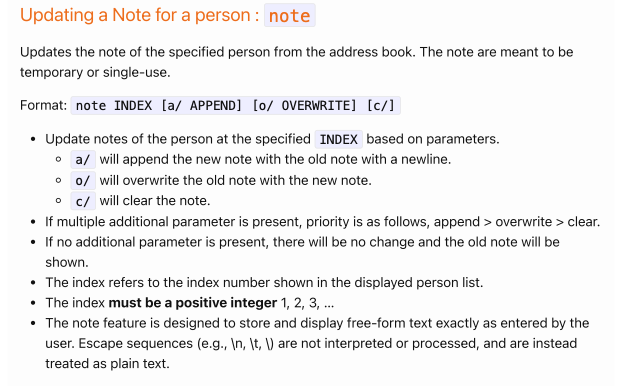 Updating a Note for a person : note
Updates the note of the specified person from the address book. The note are meant to be
temporary or single-use.
Format: note INDEX [a/ APPEND] [o/ OVERWRITE] [c/]
• Update notes of the person at the specified INDEX based on parameters.
◦ a/ will append the new note with the old note with a newline.
◦ o/ will overwrite the old note with the new note.
◦ c/ will clear the note.
• If multiple additional parameter is present, priority is as follows, append > overwrite > clear.
• If no additional parameter is present, there will be no change and the old note will be
shown.
• The index refers to the index number shown in the displayed person list.
• The index must be a positive integer 1, 2, 3, ...
• The note feature is designed to store and display free-form text exactly as entered by the
user. Escape sequences (e.g., \n, \t, \) are not interpreted or processed, and are instead
treated as plain text.